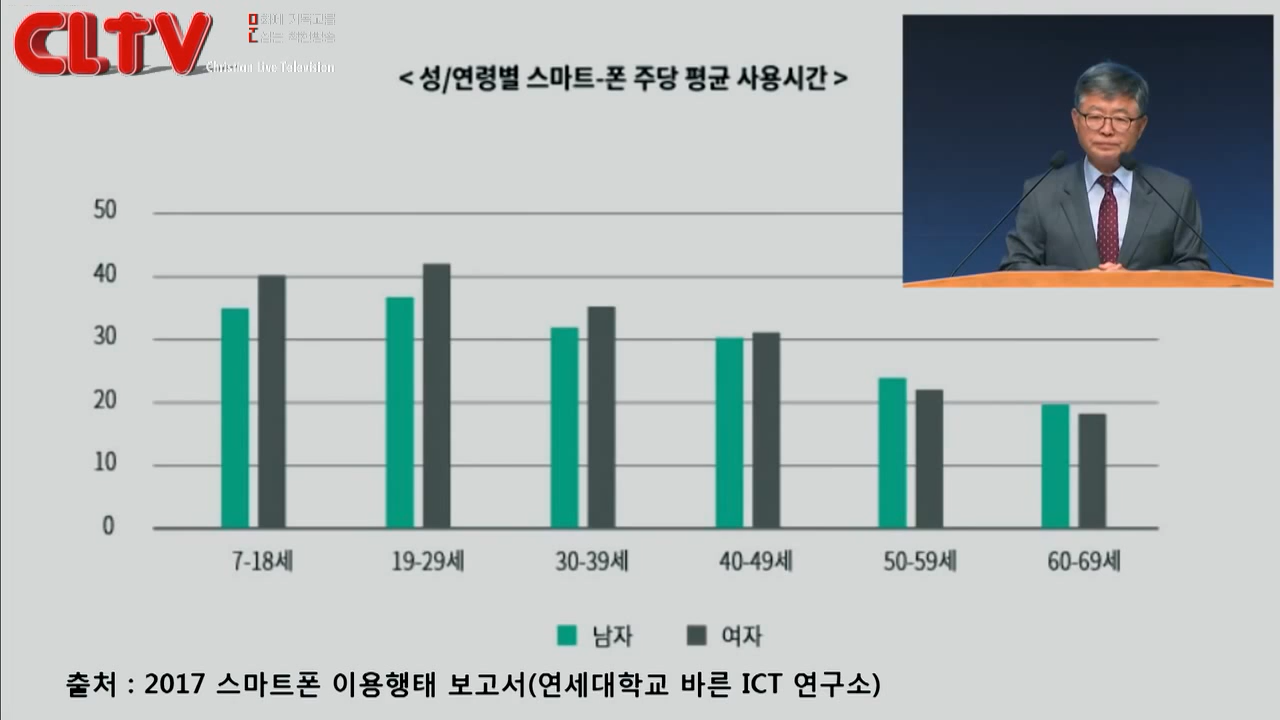 CLTV
Christian Live Television
< 성/연령별 스마트-폰 주당 평균 사용시간 >
50
40
30
20
10
0
7-18세 19-29세 30-39세 40-49세 50-59세 60-69세
남자 여자
출처 : 2017 스마트폰 이용행태 보고서(연세대학교 바른 ICT 연구소)